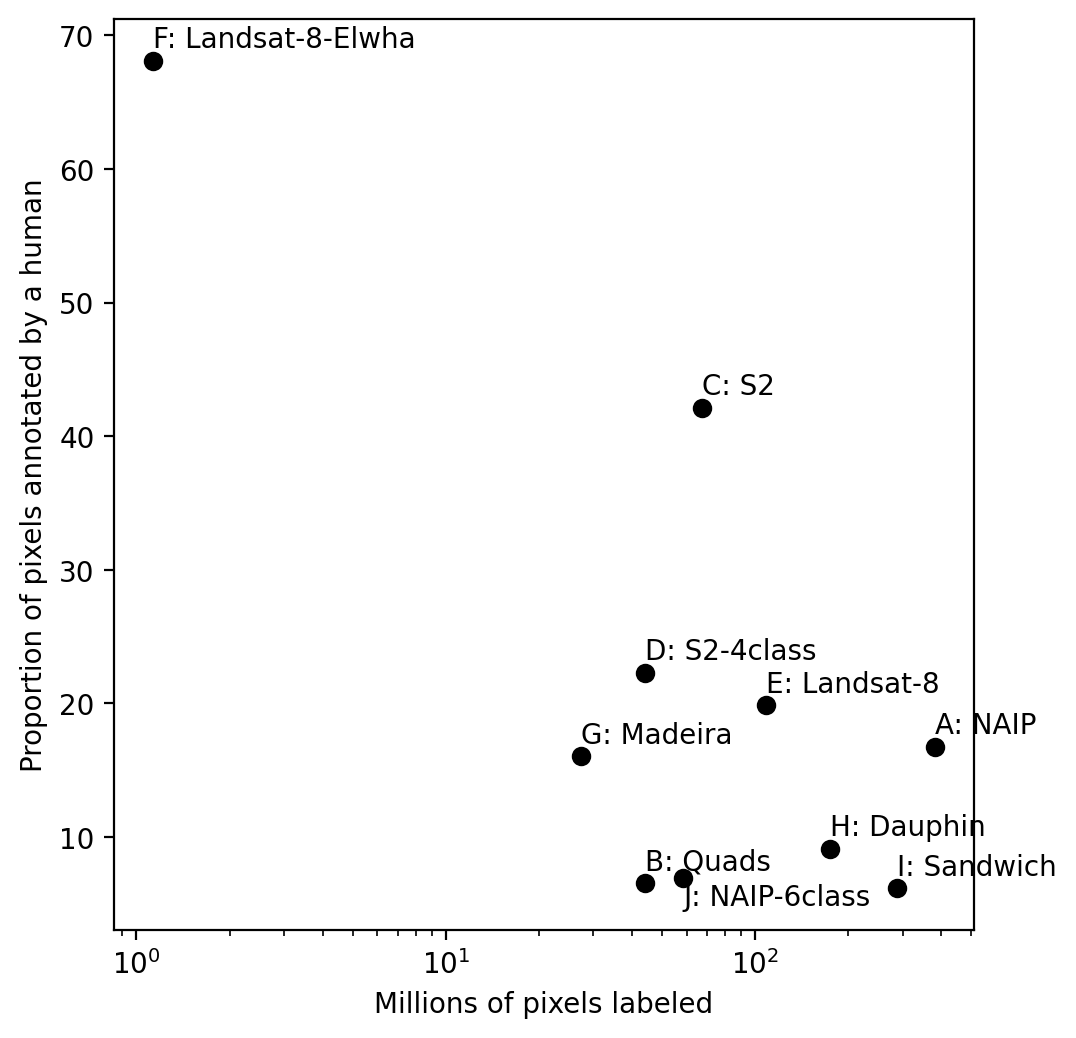 F: Landsat-8-Elwha
C: S2
D: S2-4class
E: Landsat-8
A: NAIP
G: Madeira
H: Dauphin
B: Quads
I: Sandwich
J: NAIP-6class
70
60
50
40
30
20
10
Proportion of pixels annotated by a human
10⁰
10¹
10²
Millions of pixels labeled